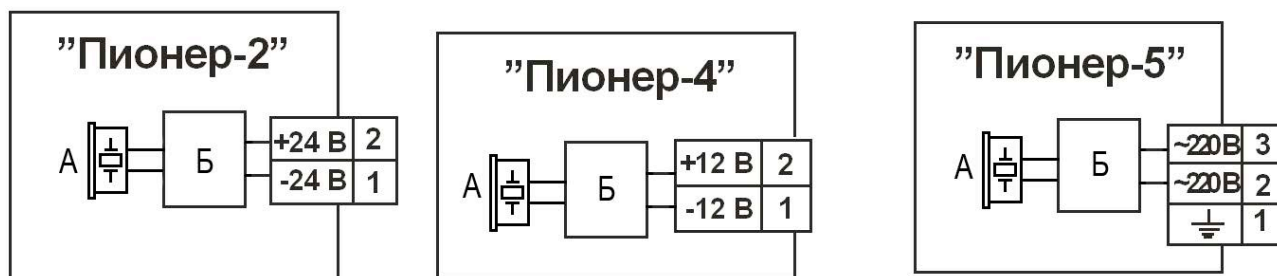 ”Пионер-2”
А
Б
+24 В 2
-24 В 1
”Пионер-4”
А
Б
+12 В 2
-12 В 1
”Пионер-5”
А
Б
~220В 3
~220В 2
1